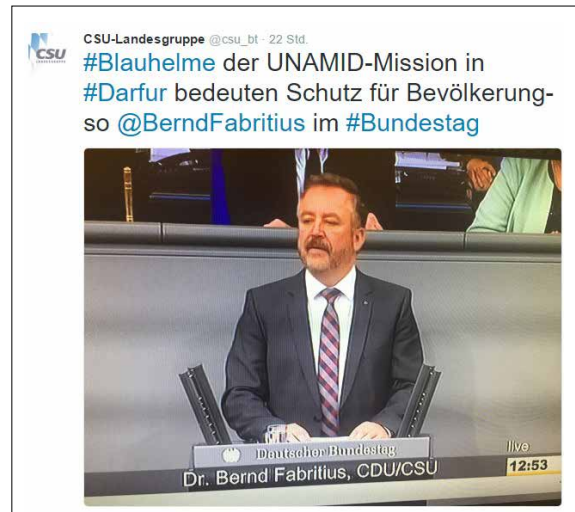 CSU
CSU-Landesgruppe @csu_bt · 22 Std.
#Blauhelme der UNAMID-Mission in
#Darfur bedeuten Schutz für Bevölkerung-
so @BerndFabritius im #Bundestag
Deutscher Bundestag
live
Dr. Bernd Fabritius, CDU/CSU
12:53